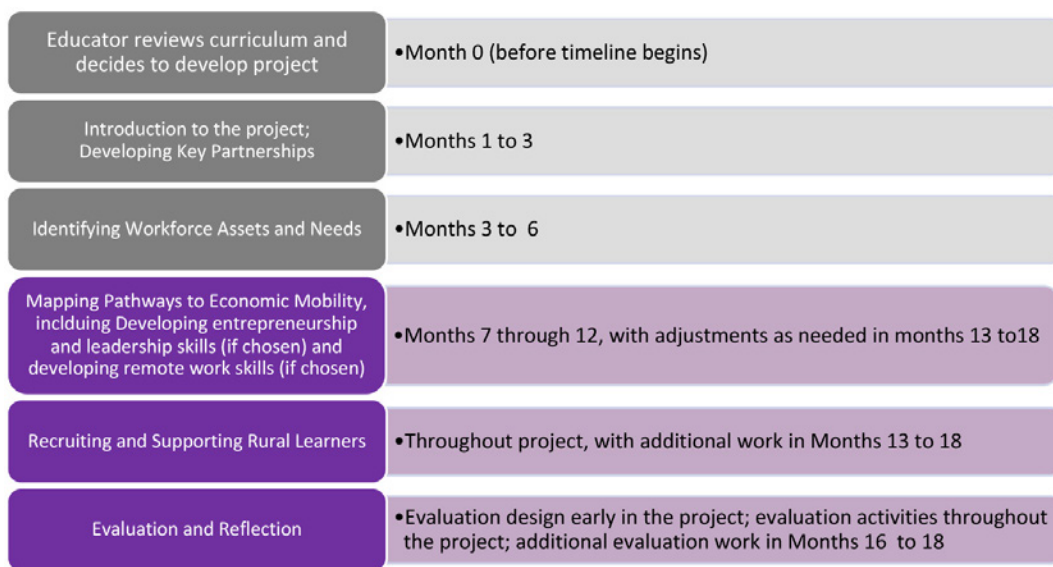 Educator reviews curriculum and
decides to develop project
•Month 0 (before timeline begins)
Introduction to the project;
Developing Key Partnerships
•Months 1 to 3
Identifying Workforce Assets and Needs
•Months 3 to  6
Mapping Pathways to Economic Mobility,
inclduing Developing entrepreneurship
and leadership skills (if chosen) and
developing remote work skills (if chosen)
•Months 7 through 12, with adjustments as needed in months 13 to18
Recruiting and Supporting Rural Learners
•Throughout project, with additional work in Months 13 to 18
Evaluation and Reflection
•Evaluation design early in the project; evaluation activities throughout
the project; additional evaluation work in Months 16  to 18